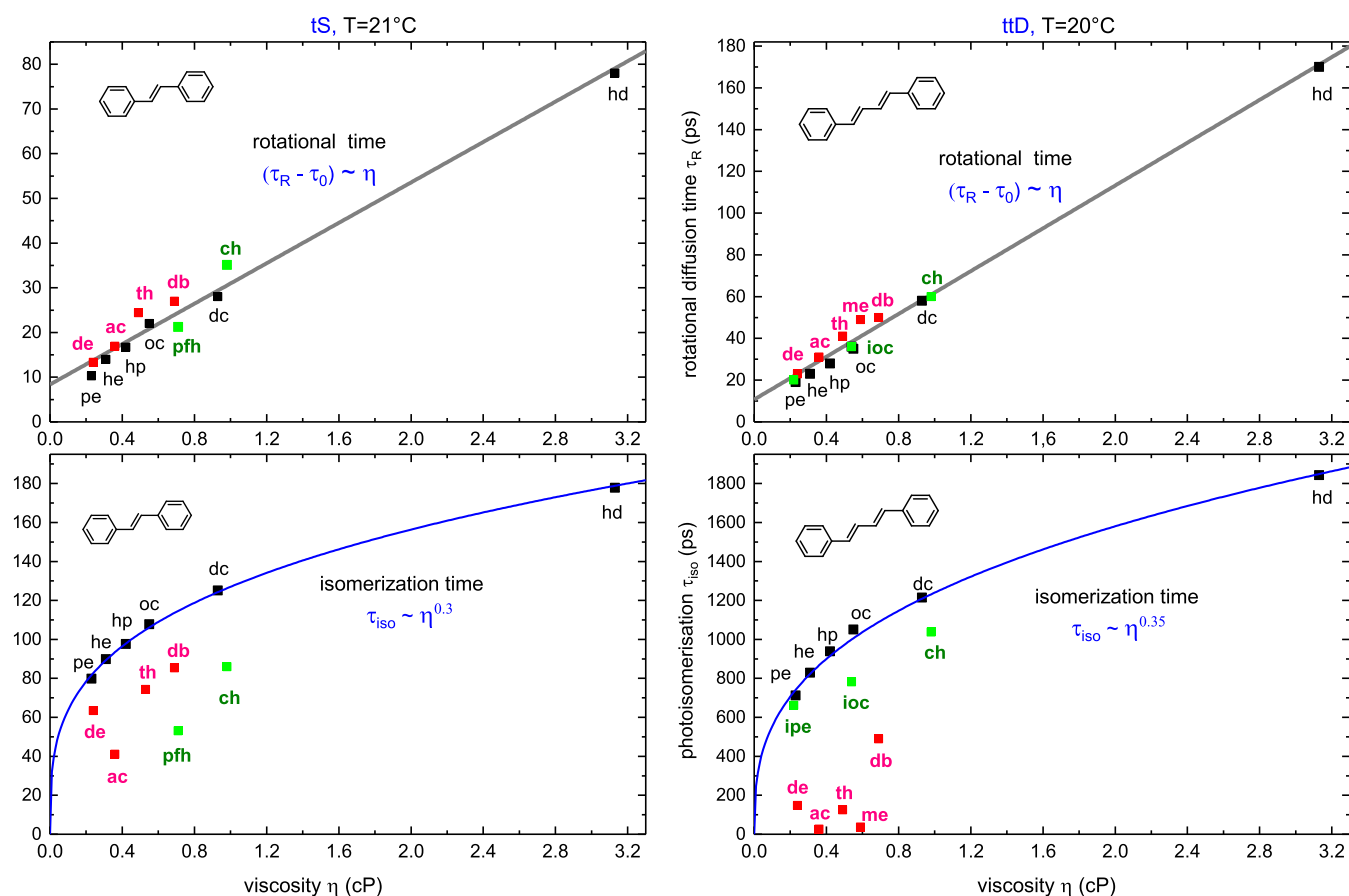 tS, T=21°C
80
70
60
50
40
30
20
10
0
0.0 0.4 0.8 1.2 1.6 2.0 2.4 2.8 3.2
rotational time
(τR - τ0) ~ η
hd
ch
db
th
dc
ac
oc
pfh
de
hp
he
pe
ttD, T=20°C
rotational diffusion time τR (ps)
180
160
140
120
100
80
60
40
20
0
0.0 0.4 0.8 1.2 1.6 2.0 2.4 2.8 3.2
rotational time
(τR - τ0) ~ η
hd
ch
me db
dc
th
ac
ioc
oc
de
hp
he
pe
180
160
140
120
100
80
60
40
20
0
0.0 0.4 0.8 1.2 1.6 2.0 2.4 2.8 3.2
viscosity η (cP)
isomerization time
τiso ~ η0.3
hd
dc
oc
hp
he
pe
db
th
ch
de
pfh
ac
photoisomerisation τiso (ps)
1800
1600
1400
1200
1000
800
600
400
200
0
0.0 0.4 0.8 1.2 1.6 2.0 2.4 2.8 3.2
viscosity η (cP)
isomerization time
τiso ~ η0.35
hd
dc
oc
hp
he
pe
ch
ioc
ipe
db
de
th
ac
me